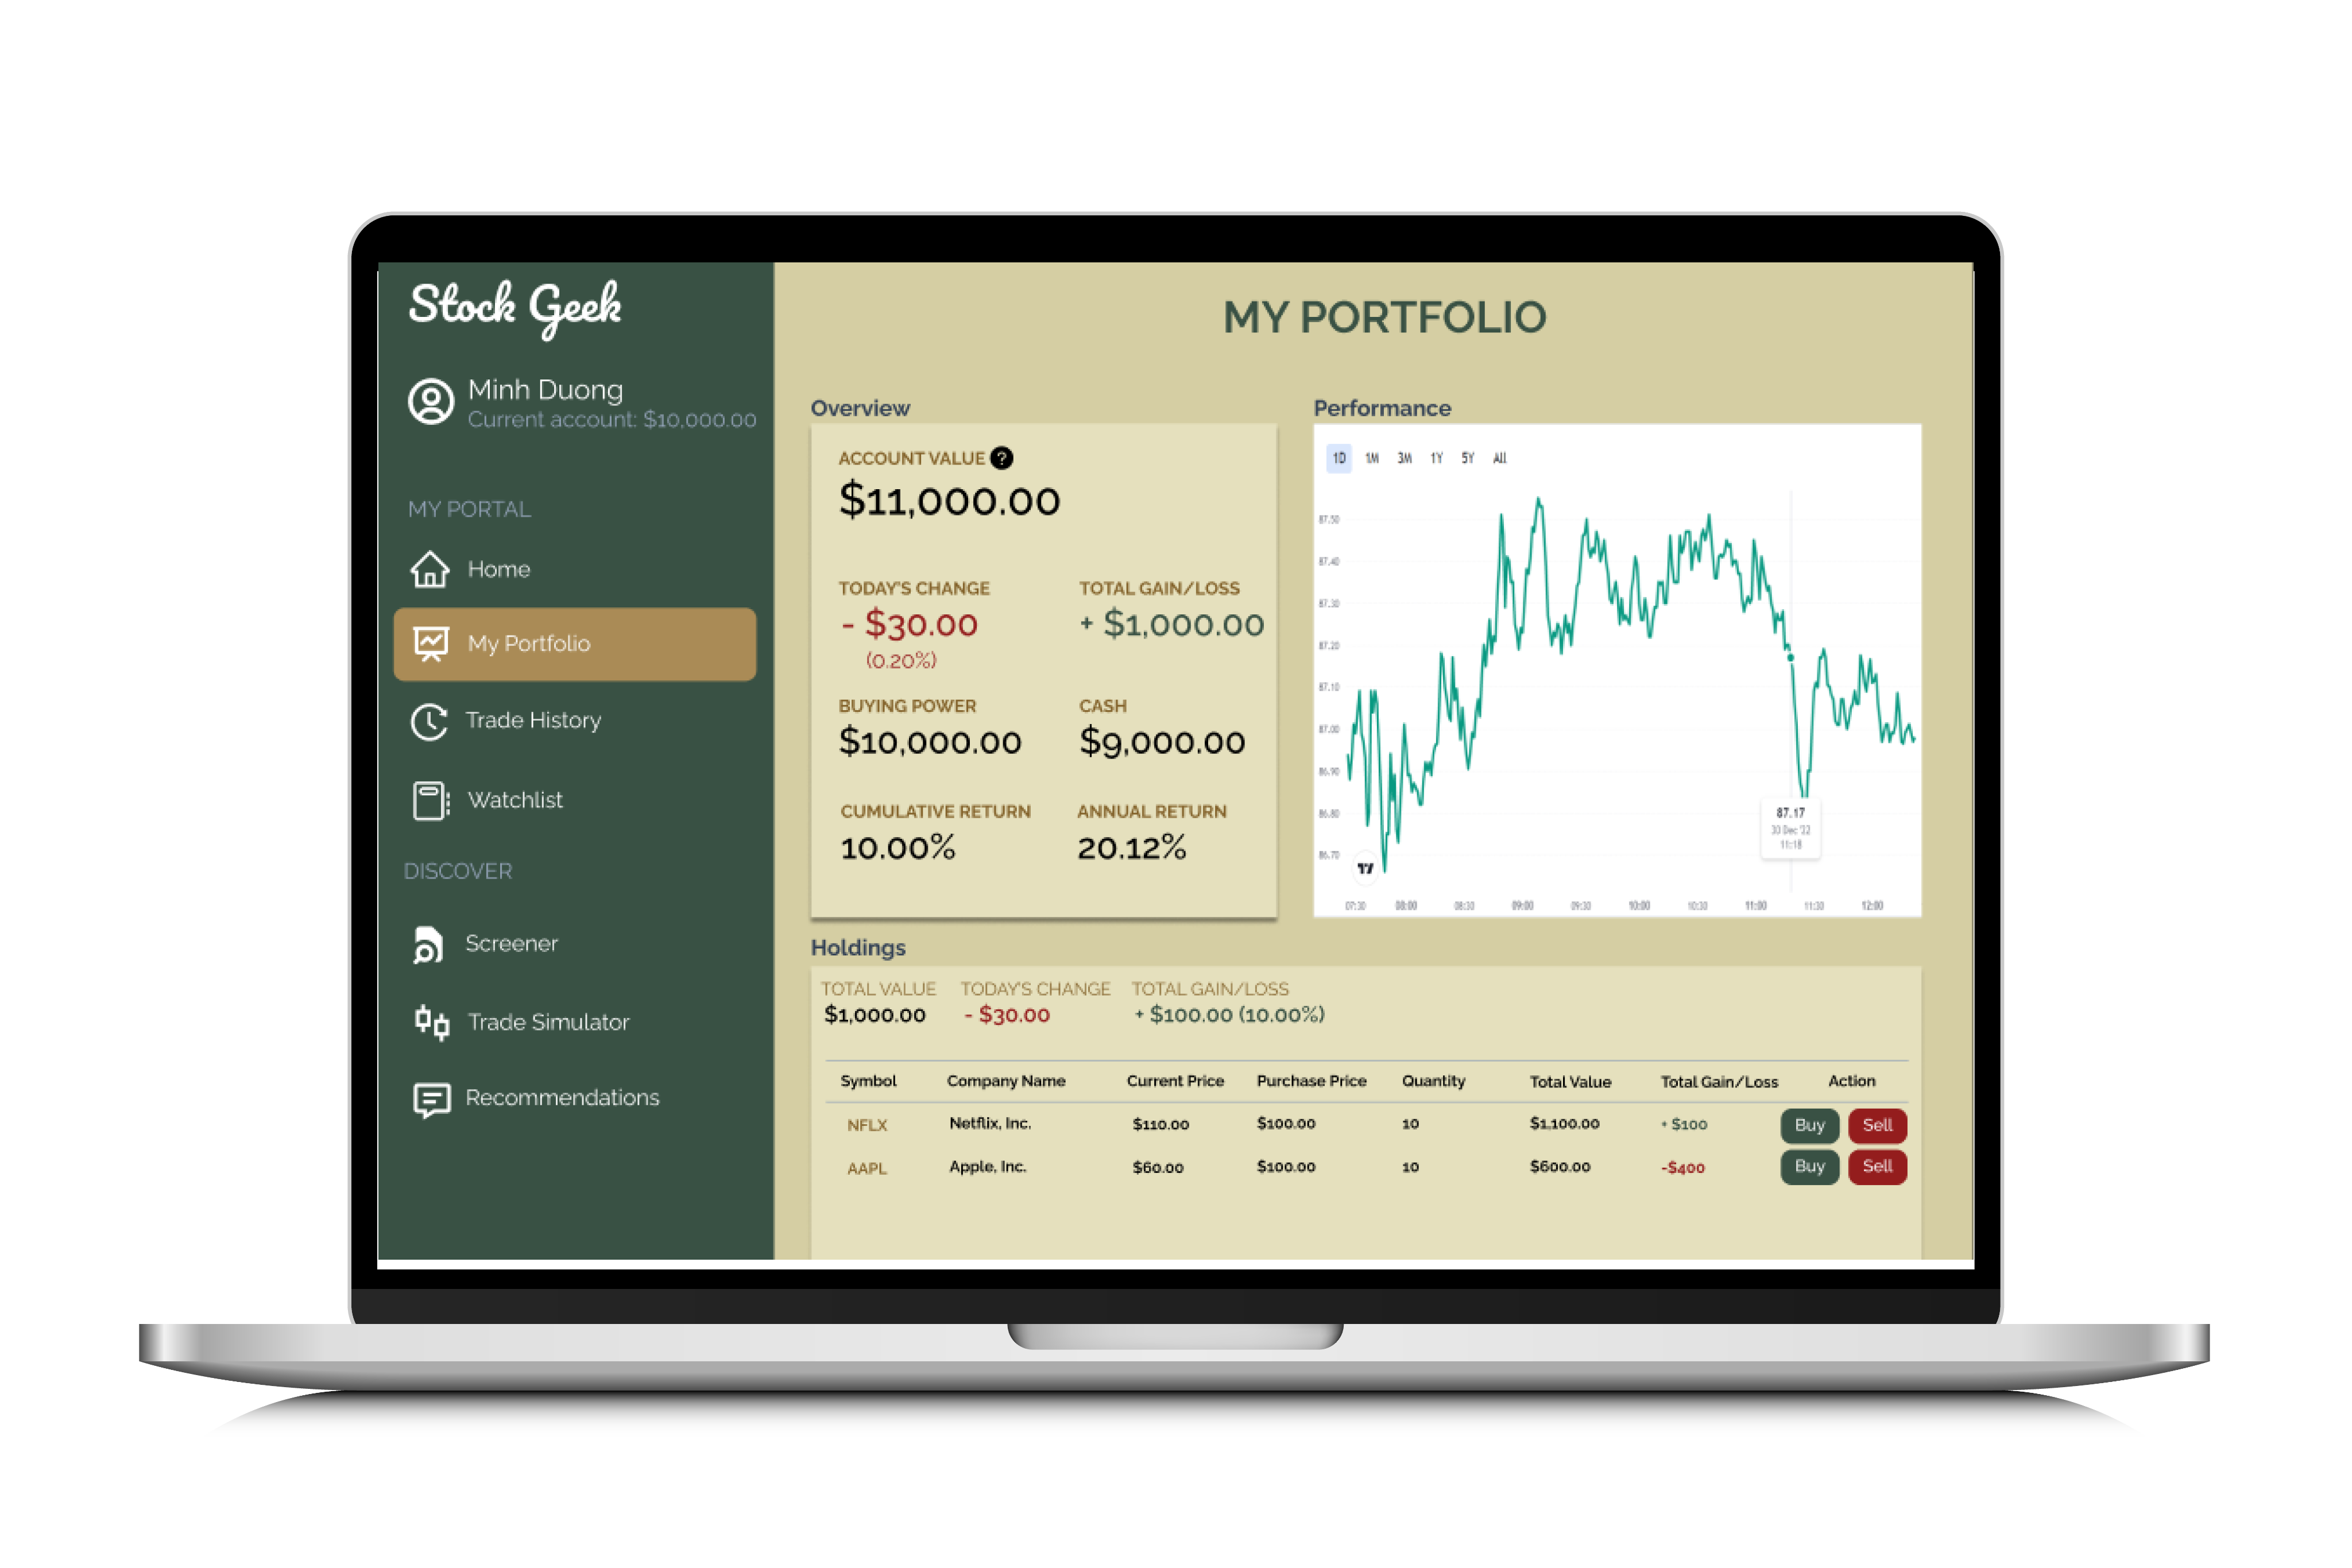 Stock Geek
Minh Duong
Current account: $10,000.00
MY PORTAL
Home
My Portfolio
Trade History
Watchlist
DISCOVER
Screener
Trade Simulator
Recommendations
MY PORTFOLIO
Overview
ACCOUNT VALUE ?
$11,000.00
TODAY'S CHANGE TOTAL GAIN/LOSS
- $30.00 + $1,000.00
(0.20%)
BUYING POWER CASH
$10,000.00 $9,000.00
CUMULATIVE RETURN ANNUAL RETURN
10.00% 20.12%
Performance
1D 1M 3M 1Y 5Y All
87.50
87.40
87.30
87.20
87.10
87.00
86.90
86.80
86.70
87.17
30 Dec '22
11:18
07:30 08:00 08:30 09:00 09:30 10:00 10:30 11:00 11:30 12:00
Holdings
TOTAL VALUE TODAY'S CHANGE TOTAL GAIN/LOSS
$1,000.00 - $30.00 + $100.00 (10.00%)
Symbol Company Name Current Price Purchase Price Quantity Total Value Total Gain/Loss Action
NFLX Netflix, Inc. $110.00 $100.00 10 $1,100.00 + $100 Buy Sell
AAPL Apple, Inc. $60.00 $100.00 10 $600.00 -$400 Buy Sell